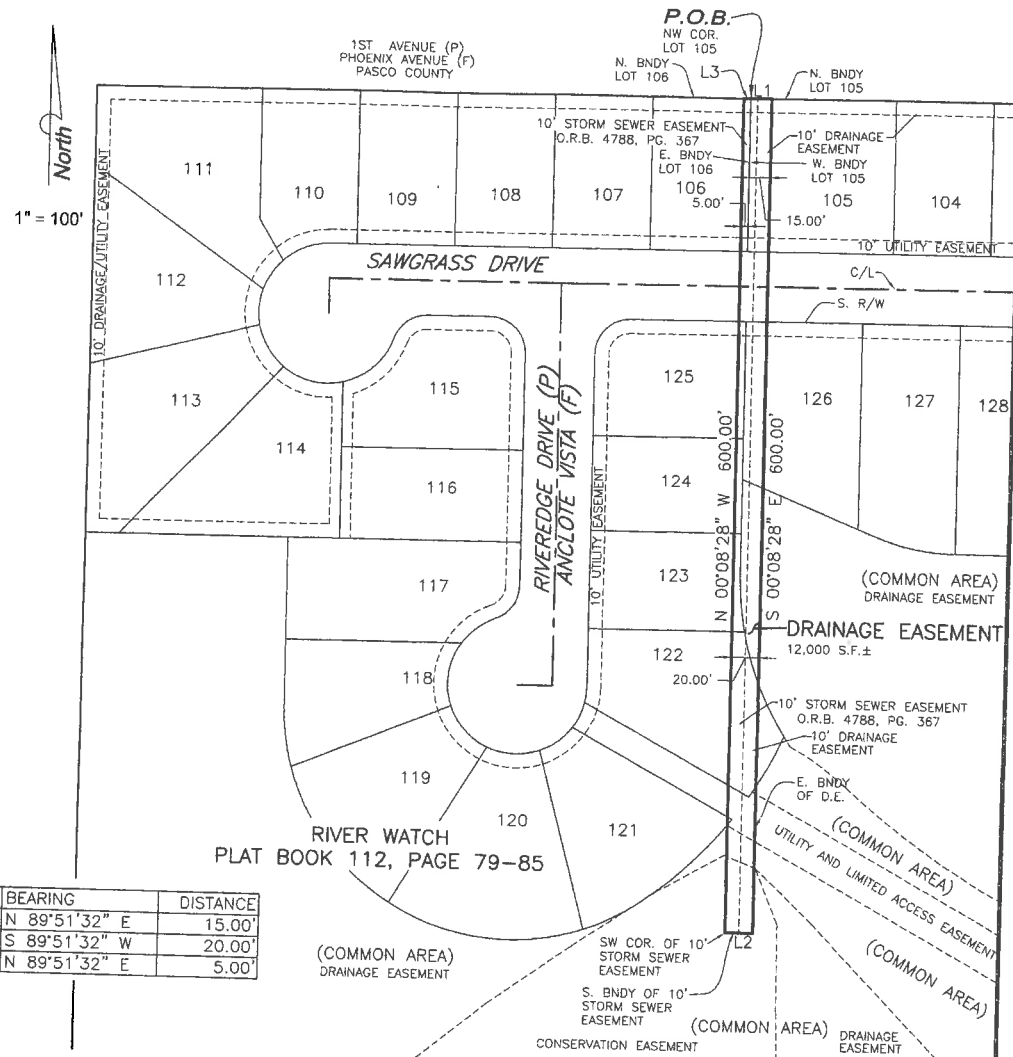 P.O.B.
NW COR.
LOT 105
1ST AVENUE (P)
PHOENIX AVENUE (F)
PASCO COUNTY
N. BNDY
LOT 106
L3
L1
N. BNDY
LOT 105
North
1" = 100'
10' STORM SEWER EASEMENT
O.R.B. 4788, PG. 367
10' DRAINAGE
EASEMENT
E. BNDY
LOT 106
W. BNDY
LOT 105
5.00'
15.00'
111
110
109
108
107
106
105
104
10' DRAINAGE/UTILITY EASEMENT
10' UTILITY EASEMENT
SAWGRASS DRIVE
C/L
S. R/W
112
113
114
115
116
125
126
127
128
124
123
RIVEREDGE DRIVE (P)
ANCLOTE VISTA (F)
10' UTILITY EASEMENT
N 00°08'28" W 600.00'
S 00°08'28" E 600.00'
(COMMON AREA)
DRAINAGE EASEMENT
117
118
122
DRAINAGE EASEMENT
12,000 S.F.±
20.00'
10' STORM SEWER EASEMENT
O.R.B. 4788, PG. 367
10' DRAINAGE
EASEMENT
E. BNDY
OF D.E.
119
120
121
RIVER WATCH
PLAT BOOK 112, PAGE 79-85
(COMMON AREA)
UTILITY AND LIMITED ACCESS EASEMENT
(COMMON AREA)
BEARING DISTANCE
N 89°51'32" E 15.00'
S 89°51'32" W 20.00'
N 89°51'32" E 5.00'
(COMMON AREA)
DRAINAGE EASEMENT
SW COR. OF 10'
STORM SEWER
EASEMENT
L2
S. BNDY OF 10'
STORM SEWER
EASEMENT
CONSERVATION EASEMENT
(COMMON AREA)
DRAINAGE
EASEMENT